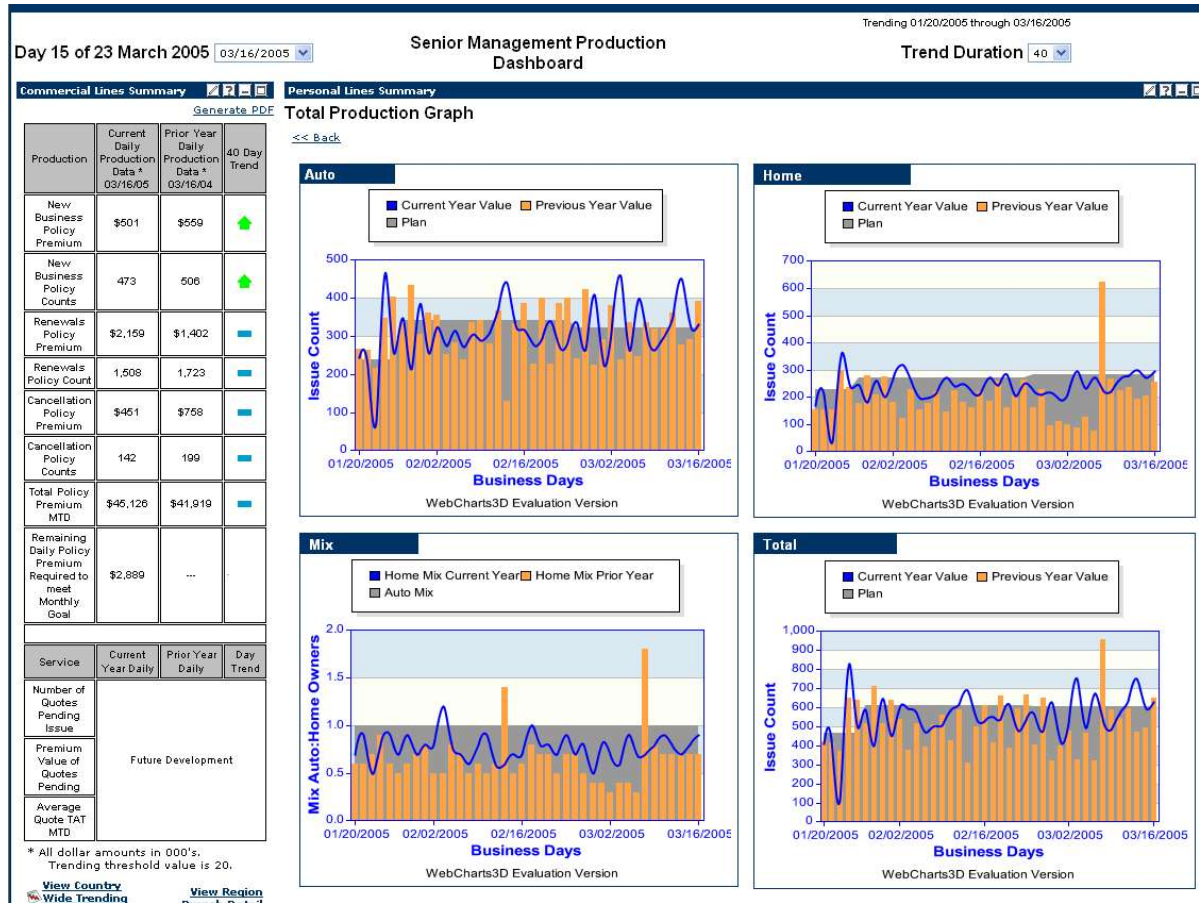 Trending 01/20/2005 through 03/16/2005
Day 15 of 23 March 2005 03/16/2005
Senior Management Production
Dashboard
Trend Duration 40
Commercial Lines Summary
Generate PDF
Production
Current
Daily
Production
Data *
03/16/05
Prior Year
Daily
Production
Data *
03/16/04
40 Day
Trend
New
Business
Policy
Premium
$501
$559
New
Business
Policy
Counts
473
506
Renewals
Policy
Premium
$2,159
$1,402
Renewals
Policy Count
1,508
1,723
Cancellation
Policy
Premium
$451
$758
Cancellation
Policy
Counts
142
199
Total Policy
Premium
MTD
$45,126
$41,919
Remaining
Daily Policy
Premium
Required to
meet
Monthly
Goal
$2,889
...
Service
Current
Year Daily
Prior Year
Daily
Day
Trend
Number of
Quotes
Pending
Issue
Premium
Value of
Quotes
Pending
Average
Quote TAT
MTD
Future Development
* All dollar amounts in 000's.
Trending threshold value is 20.
View Country
Wide Trending
View Region
Personal Lines Summary
Total Production Graph
<< Back
Auto
Current Year Value
Previous Year Value
Plan
500
400
300
200
100
0
Issue Count
01/20/2005 02/02/2005 02/16/2005 03/02/2005 03/16/2005
Business Days
WebCharts3D Evaluation Version
Home
Current Year Value
Previous Year Value
Plan
700
600
500
400
300
200
100
0
Issue Count
01/20/2005 02/02/2005 02/16/2005 03/02/2005 03/16/2005
Business Days
WebCharts3D Evaluation Version
Mix
Home Mix Current Year
Home Mix Prior Year
Auto Mix
2.0
1.5
1.0
0.5
0.0
Mix Auto:Home Owners
01/20/2005 02/02/2005 02/16/2005 03/02/2005 03/16/2005
Business Days
WebCharts3D Evaluation Version
Total
Current Year Value
Previous Year Value
Plan
1,000
900
800
700
600
500
400
300
200
100
0
Issue Count
01/20/2005 02/02/2005 02/16/2005 03/02/2005 03/16/2005
Business Days
WebCharts3D Evaluation Version